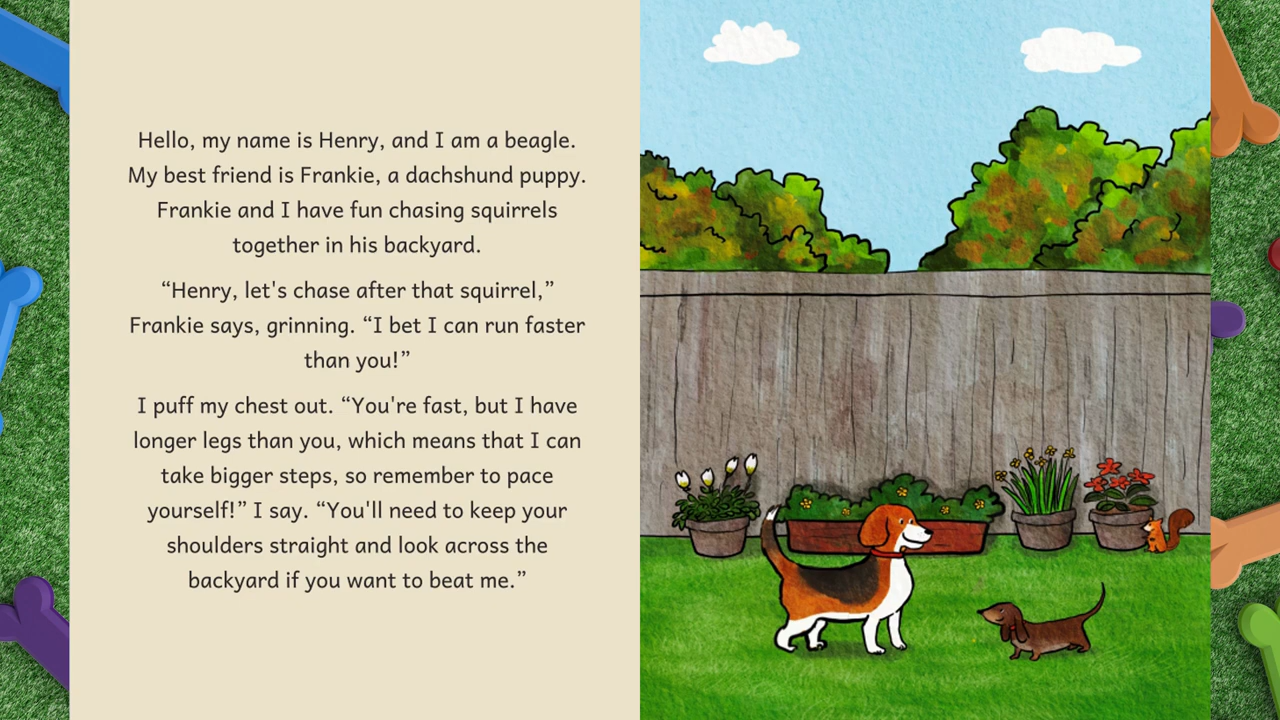 Hello, my name is Henry, and I am a beagle.
My best friend is Frankie, a dachshund puppy.
Frankie and I have fun chasing squirrels
together in his backyard.
“Henry, let's chase after that squirrel,”
Frankie says, grinning. “I bet I can run faster
than you!”
I puff my chest out. “You're fast, but I have
longer legs than you, which means that I can
take bigger steps, so remember to pace
yourself!” I say. “You'll need to keep your
shoulders straight and look across the
backyard if you want to beat me.”